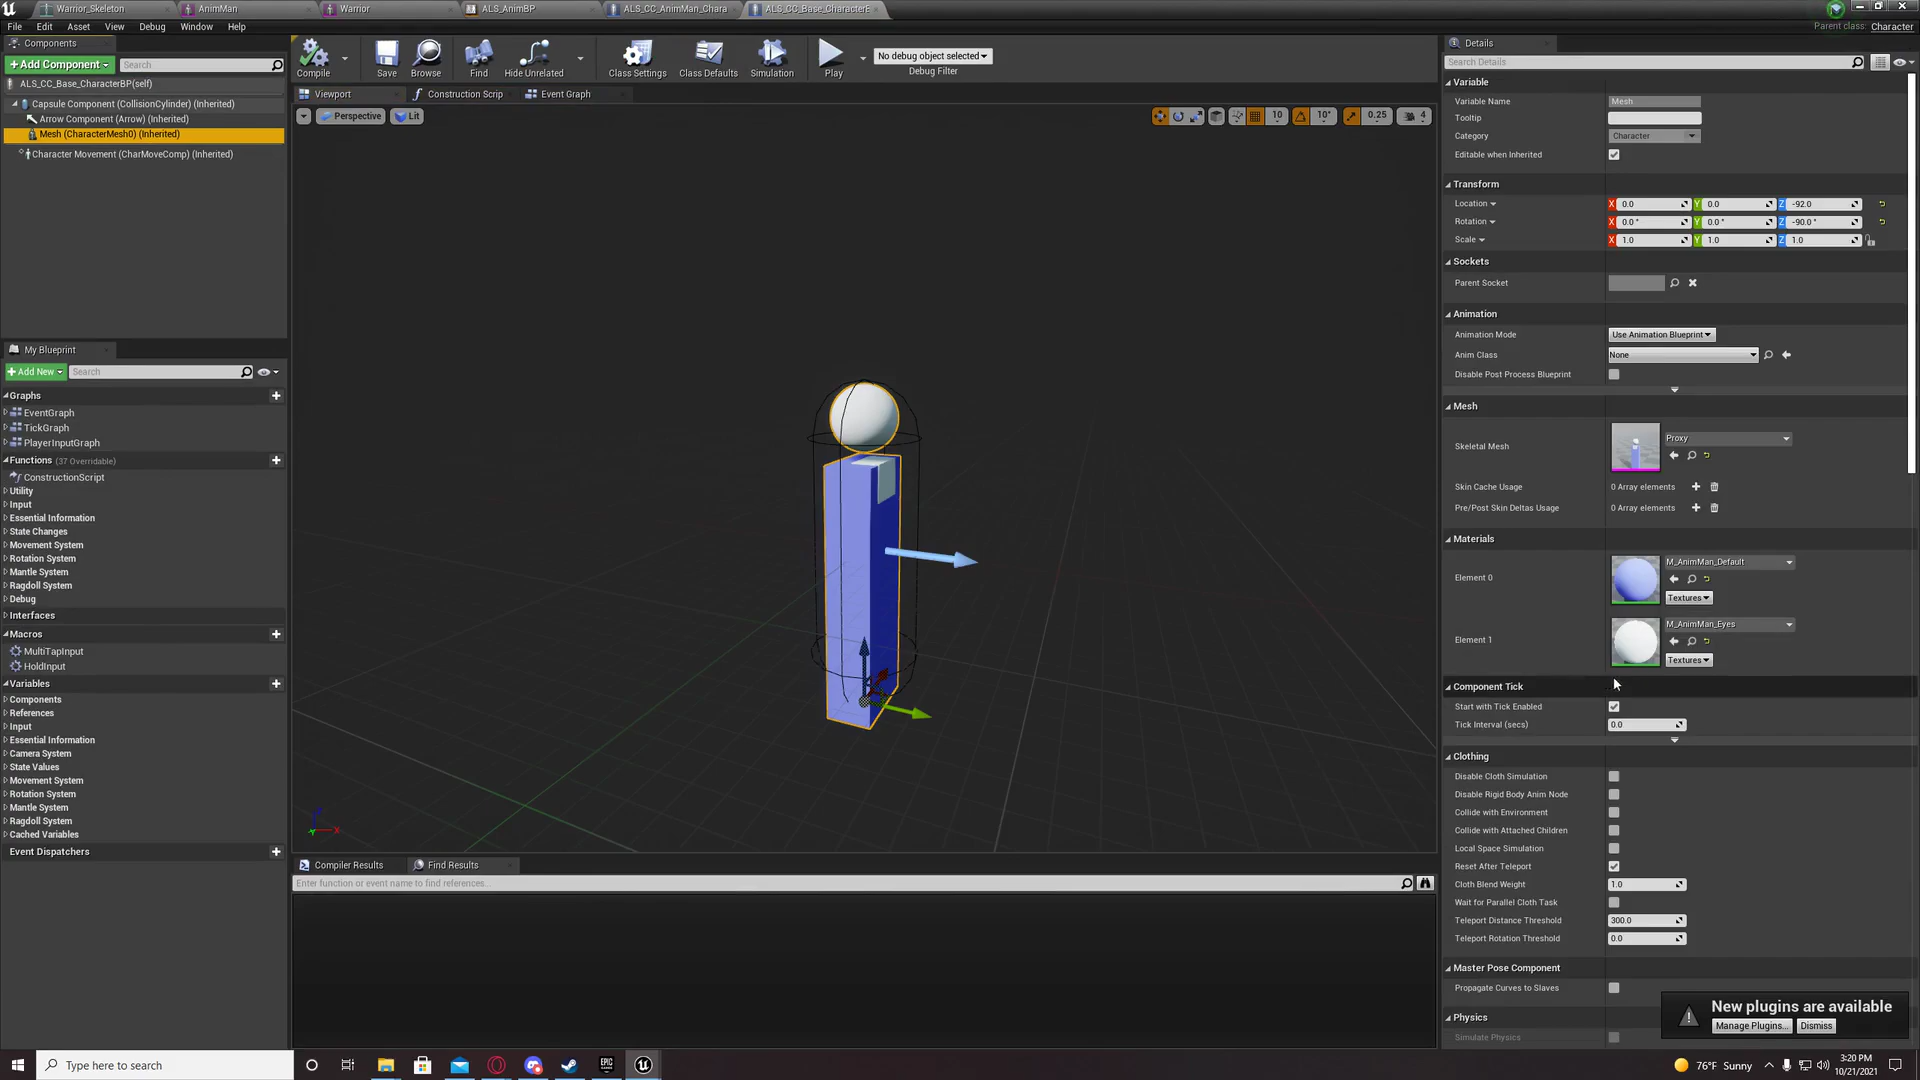 Warrior_Skeleton
AnimMan
Warrior
ALS_AnimBP
ALS_CC_AnimMan_Chara
ALS_CC_Base_CharacterB
File Edit Asset View Debug Window Help
Parent class: Character
Components
+ Add Component
Search
ALS_CC_Base_CharacterBP(self)
Capsule Component (CollisionCylinder) (Inherited)
Arrow Component (Arrow) (Inherited)
Mesh (CharacterMesh0) (Inherited)
Character Movement (CharMoveComp) (Inherited)
My Blueprint
+ Add New
Search
Graphs
EventGraph
TickGraph
PlayerInputGraph
Functions (37 Overridable)
ConstructionScript
Utility
Input
Essential Information
State Changes
Movement System
Rotation System
Mantle System
Ragdoll System
Debug
Interfaces
Macros
MultiTapInput
HoldInput
Variables
Components
References
Input
Essential Information
Camera System
State Values
Movement System
Rotation System
Mantle System
Ragdoll System
Cached Variables
Event Dispatchers
Compile
Save
Browse
Find
Hide Unrelated
Class Settings
Class Defaults
Simulation
Play
No debug object selected
Debug Filter
Viewport
Construction Scrip
Event Graph
Perspective
Lit
10
10°
0.25
4
X
Compiler Results
Find Results
Enter function or event name to find references...
Details
Search Details
Variable
Variable Name Mesh
Tooltip
Category Character
Editable when Inherited
Transform
Location X 0.0 Y 0.0 Z -92.0
Rotation X 0.0 ° Y 0.0 ° Z -90.0 °
Scale X 1.0 Y 1.0 Z 1.0
Sockets
Parent Socket
Animation
Animation Mode Use Animation Blueprint
Anim Class None
Disable Post Process Blueprint
Mesh
Skeletal Mesh Proxy
Skin Cache Usage 0 Array elements
Pre/Post Skin Deltas Usage 0 Array elements
Materials
Element 0 M_AnimMan_Default
Textures
Element 1 M_AnimMan_Eyes
Textures
Component Tick
Start with Tick Enabled
Tick Interval (secs) 0.0
Clothing
Disable Cloth Simulation
Disable Rigid Body Anim Node
Collide with Environment
Collide with Attached Children
Local Space Simulation
Reset After Teleport
Cloth Blend Weight 1.0
Wait for Parallel Cloth Task
Teleport Distance Threshold 300.0
Teleport Rotation Threshold 0.0
Master Pose Component
Propagate Curves to Slaves
Physics
Simulate Physics
New plugins are available
Manage Plugins... Dismiss
Type here to search
EPIC GAMES
76°F Sunny
3:20 PM
10/21/2021